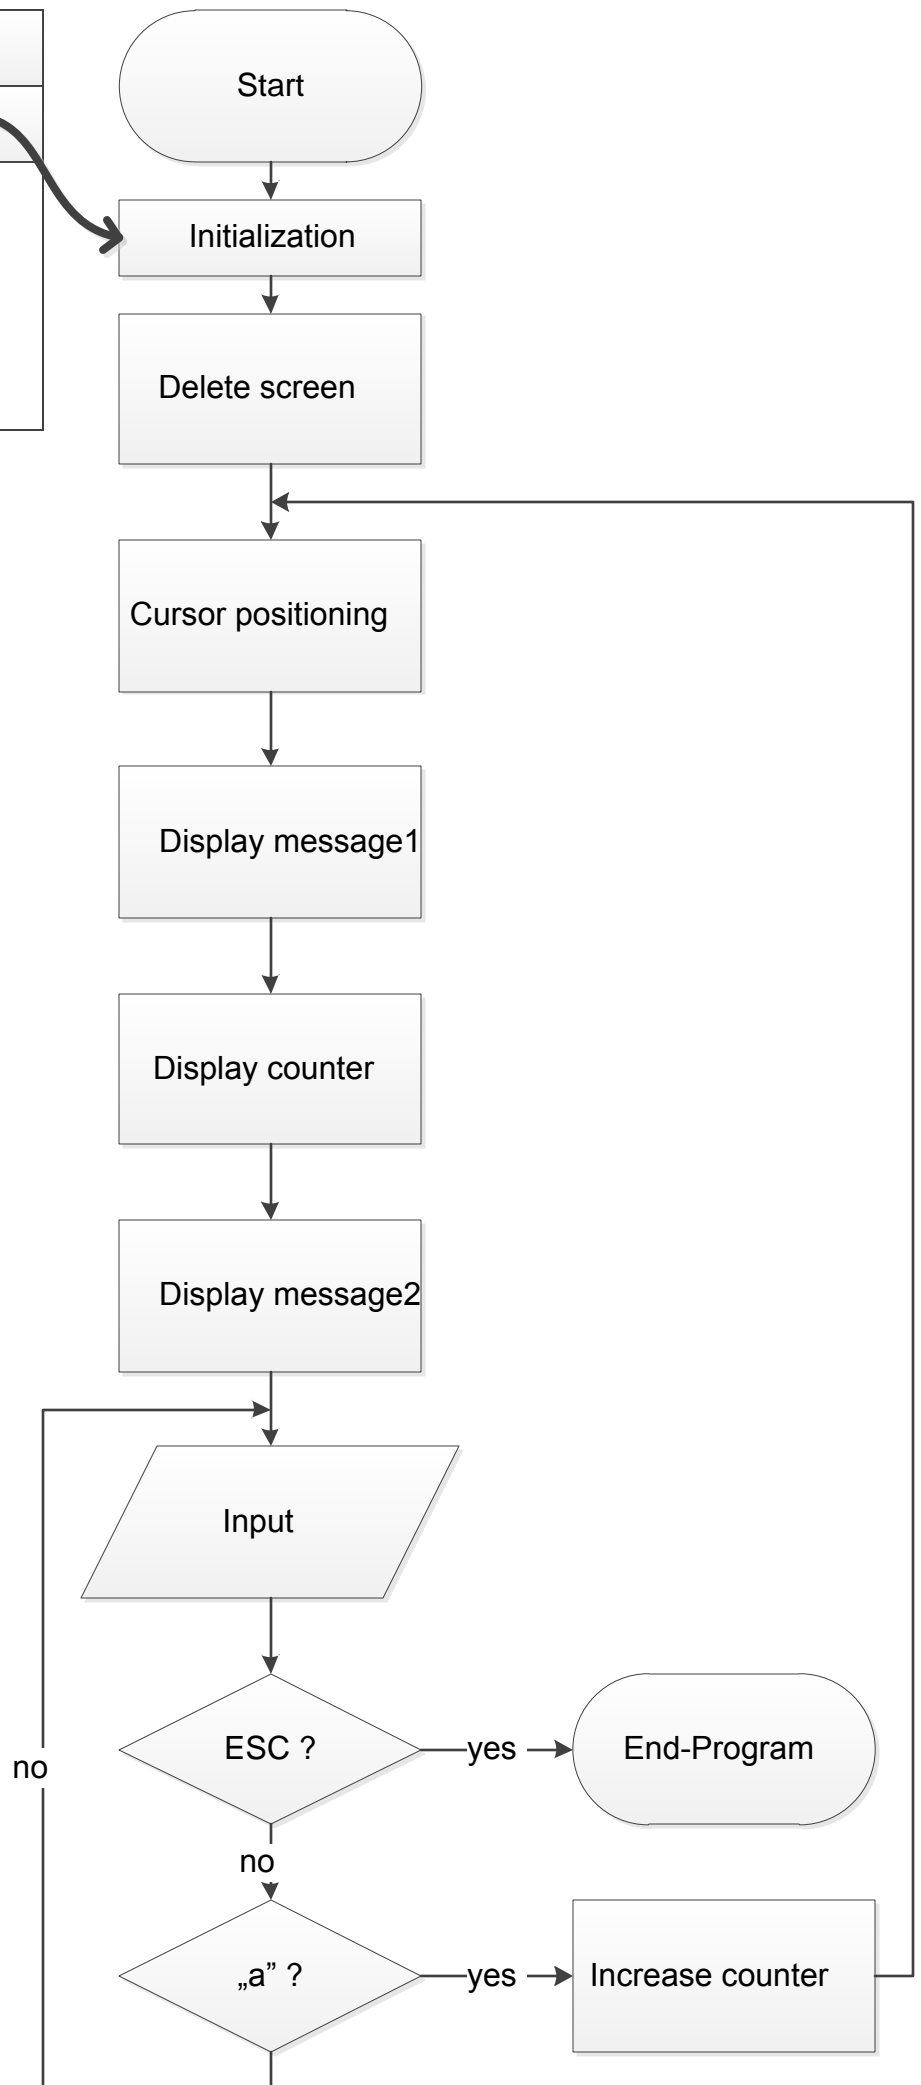 Start
Initialization
Delete screen
Cursor positioning
Display message1
Display counter
Display message2
Input
ESC ?
yes
End-Program
no
no
„a” ?
yes
Increase counter